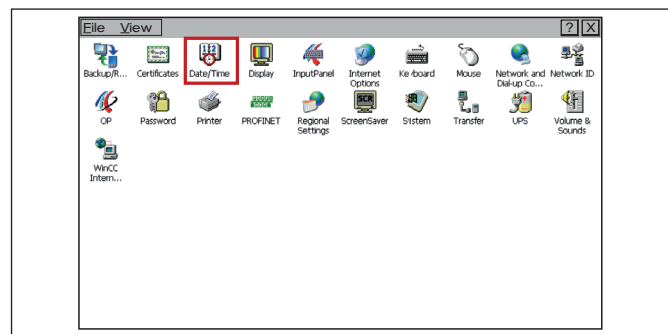 File View ? X
Backup/R... Certificates Date/Time Display InputPanel Internet Options Ke board Mouse Network and Dial-up Co... Network ID
OP Password Printer PROFINET Regional Settings ScreenSaver System Transfer UPS Volume & Sounds
WinCC Intern...